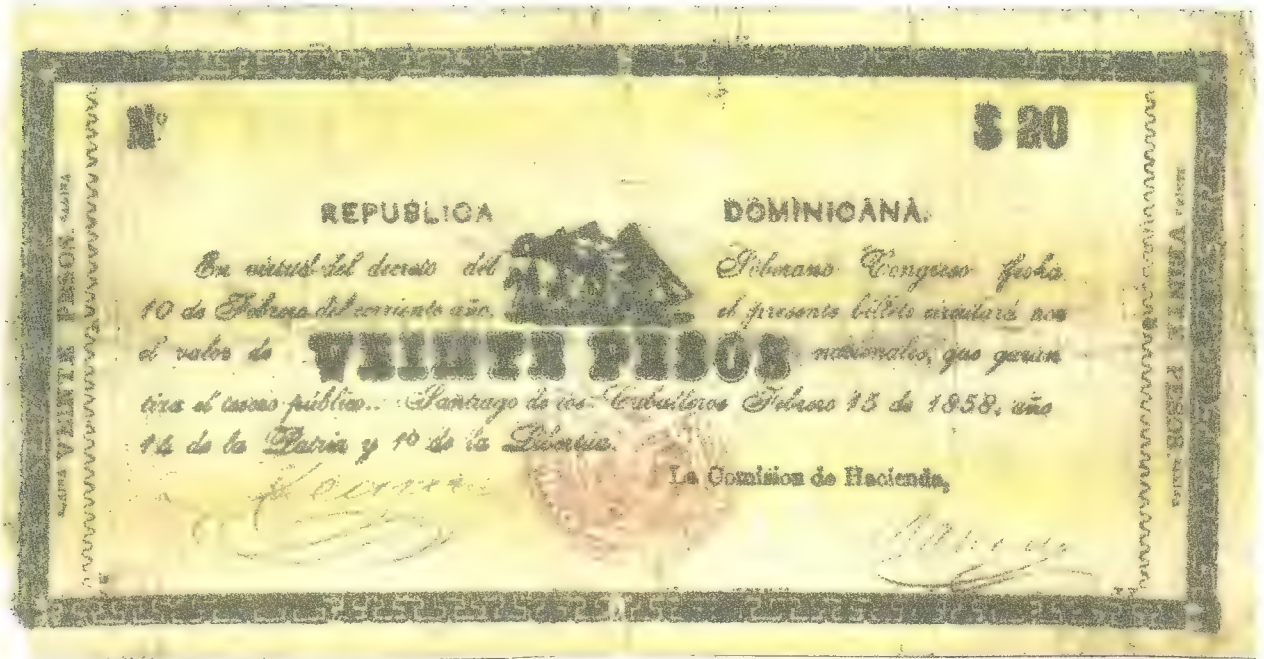 Nº $ 20
REPUBLICA DOMINICANA.
En virtud del decreto del Soberano Congreso fecha
10 de Febrero del corriente año, el presente billete circulará por
el valor de VEINTE PESOS nacionales, que garan
tiza el tesoro público. Santiago de los Caballeros Febrero 15 de 1858, año
14 de la Patria y 1º de la Libertad.
La Comision de Hacienda,
VEINTE PESOS.
VEINTE PESOS.